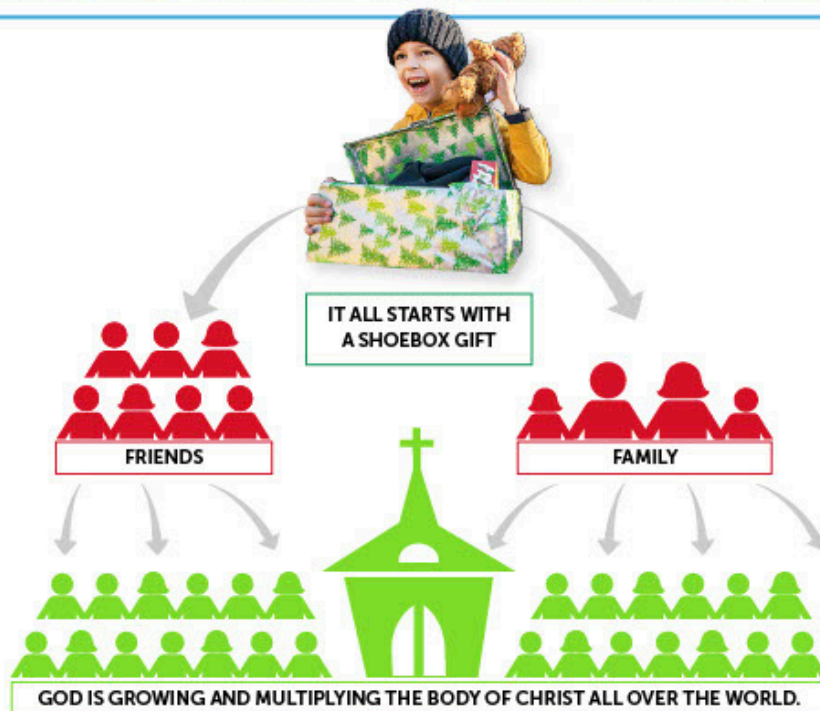 IT ALL STARTS WITH
A SHOEBOX GIFT
FRIENDS
FAMILY
GOD IS GROWING AND MULTIPLYING THE BODY OF CHRIST ALL OVER THE WORLD.